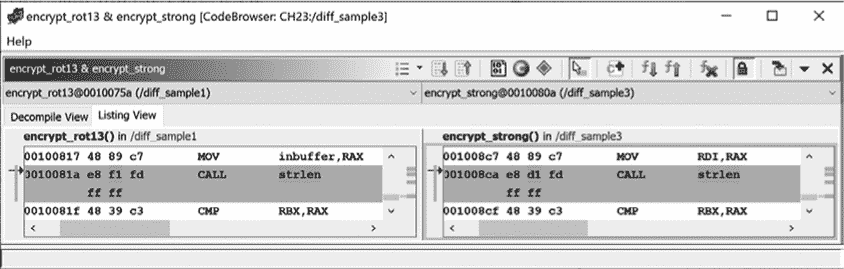 encrypt_rot13 & encrypt_strong [CodeBrowser: CH23:/diff_sample3]
Help
encrypt_rot13 & encrypt_strong
encrypt_rot13@0010075a (/diff_sample1) encrypt_strong@0010080a (/diff_sample3)
Decompile View Listing View
encrypt_rot13() in /diff_sample1
00100817 48 89 c7 MOV inbuffer,RAX
0010081a e8 f1 fd CALL strlen
ff ff
0010081f 48 39 c3 CMP RBX,RAX
encrypt_strong() in /diff_sample3
001008c7 48 89 c7 MOV RDI,RAX
001008ca e8 d1 fd CALL strlen
ff ff
001008cf 48 39 c3 CMP RBX,RAX